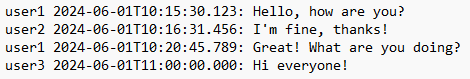 user1 2024-06-01T10:15:30.123: Hello, how are you?
user2 2024-06-01T10:16:31.456: I'm fine, thanks!
user1 2024-06-01T10:20:45.789: Great! What are you doing?
user3 2024-06-01T11:00:00.000: Hi everyone!